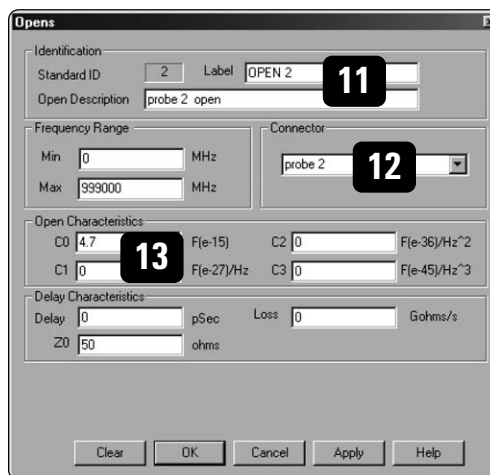 Opens
Identification
Standard ID 2 Label OPEN 2 11
Open Description probe 2 open
Frequency Range
Min 0 MHz
Max 999000 MHz
Connector
probe 2 12
Open Characteristics
C0 4.7 F(e-15) C2 0 F(e-36)/Hz^2
13
C1 0 F(e-27)/Hz C3 0 F(e-45)/Hz^3
Delay Characteristics
Delay 0 pSec Loss 0 Gohms/s
Z0 50 ohms
Clear OK Cancel Apply Help